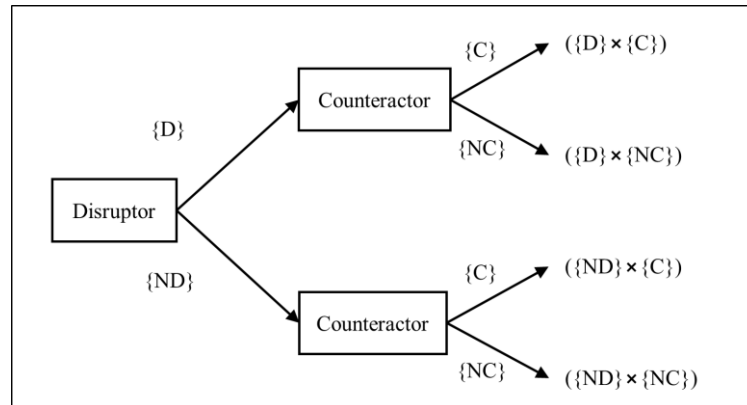 {C}
({D} × {C})
Counteractor
{D}
{NC}
({D} × {NC})
Disruptor
{ND}
{C}
({ND} × {C})
Counteractor
{NC}
({ND} × {NC})